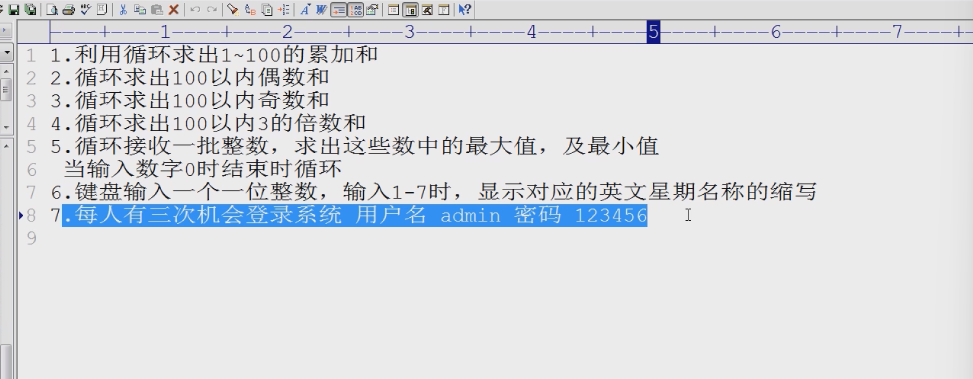 ----+----1----+----2----+----3----+----4----+----5----+----6----+----7----+-
1 1.利用循环求出1~100的累加和
2 2.循环求出100以内偶数和
3 3.循环求出100以内奇数和
4 4.循环求出100以内3的倍数和
5 5.循环接收一批整数，求出这些数中的最大值，及最小值
6 当输入数字0时结束时循环
7 6.键盘输入一个一位整数，输入1-7时，显示对应的英文星期名称的缩写
8 7.每人有三次机会登录系统 用户名 admin 密码 123456
9